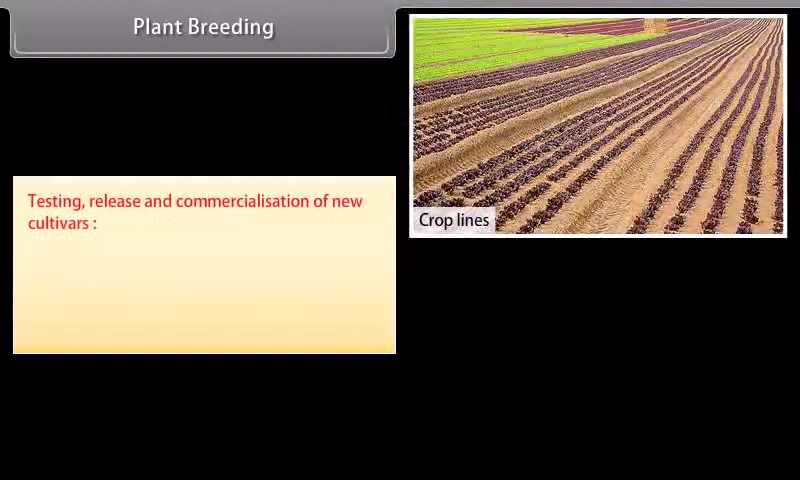 Plant Breeding
Testing, release and commercialisation of new
cultivars :
Crop lines